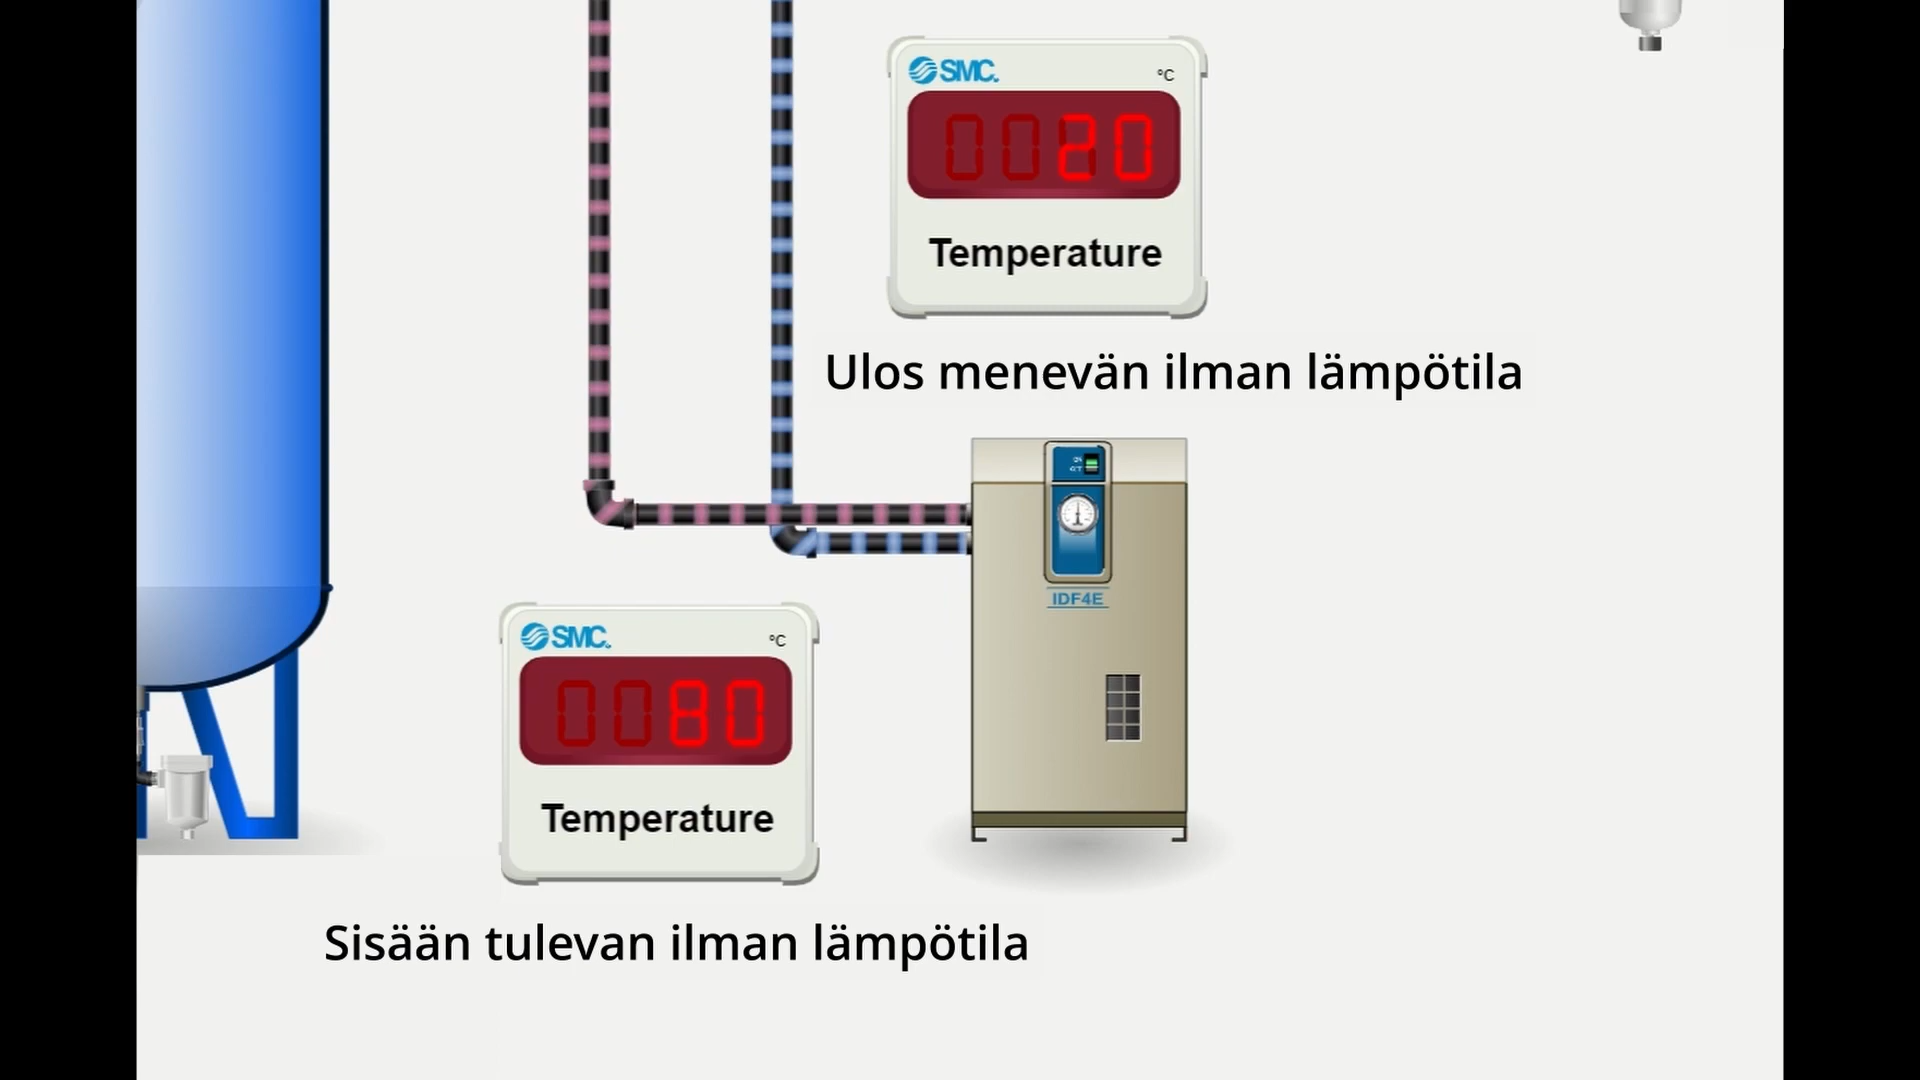 SMC.
°C
0020
Temperature
Ulos menevän ilman lämpötila
IDF4E
SMC.
°C
0080
Temperature
Sisään tulevan ilman lämpötila